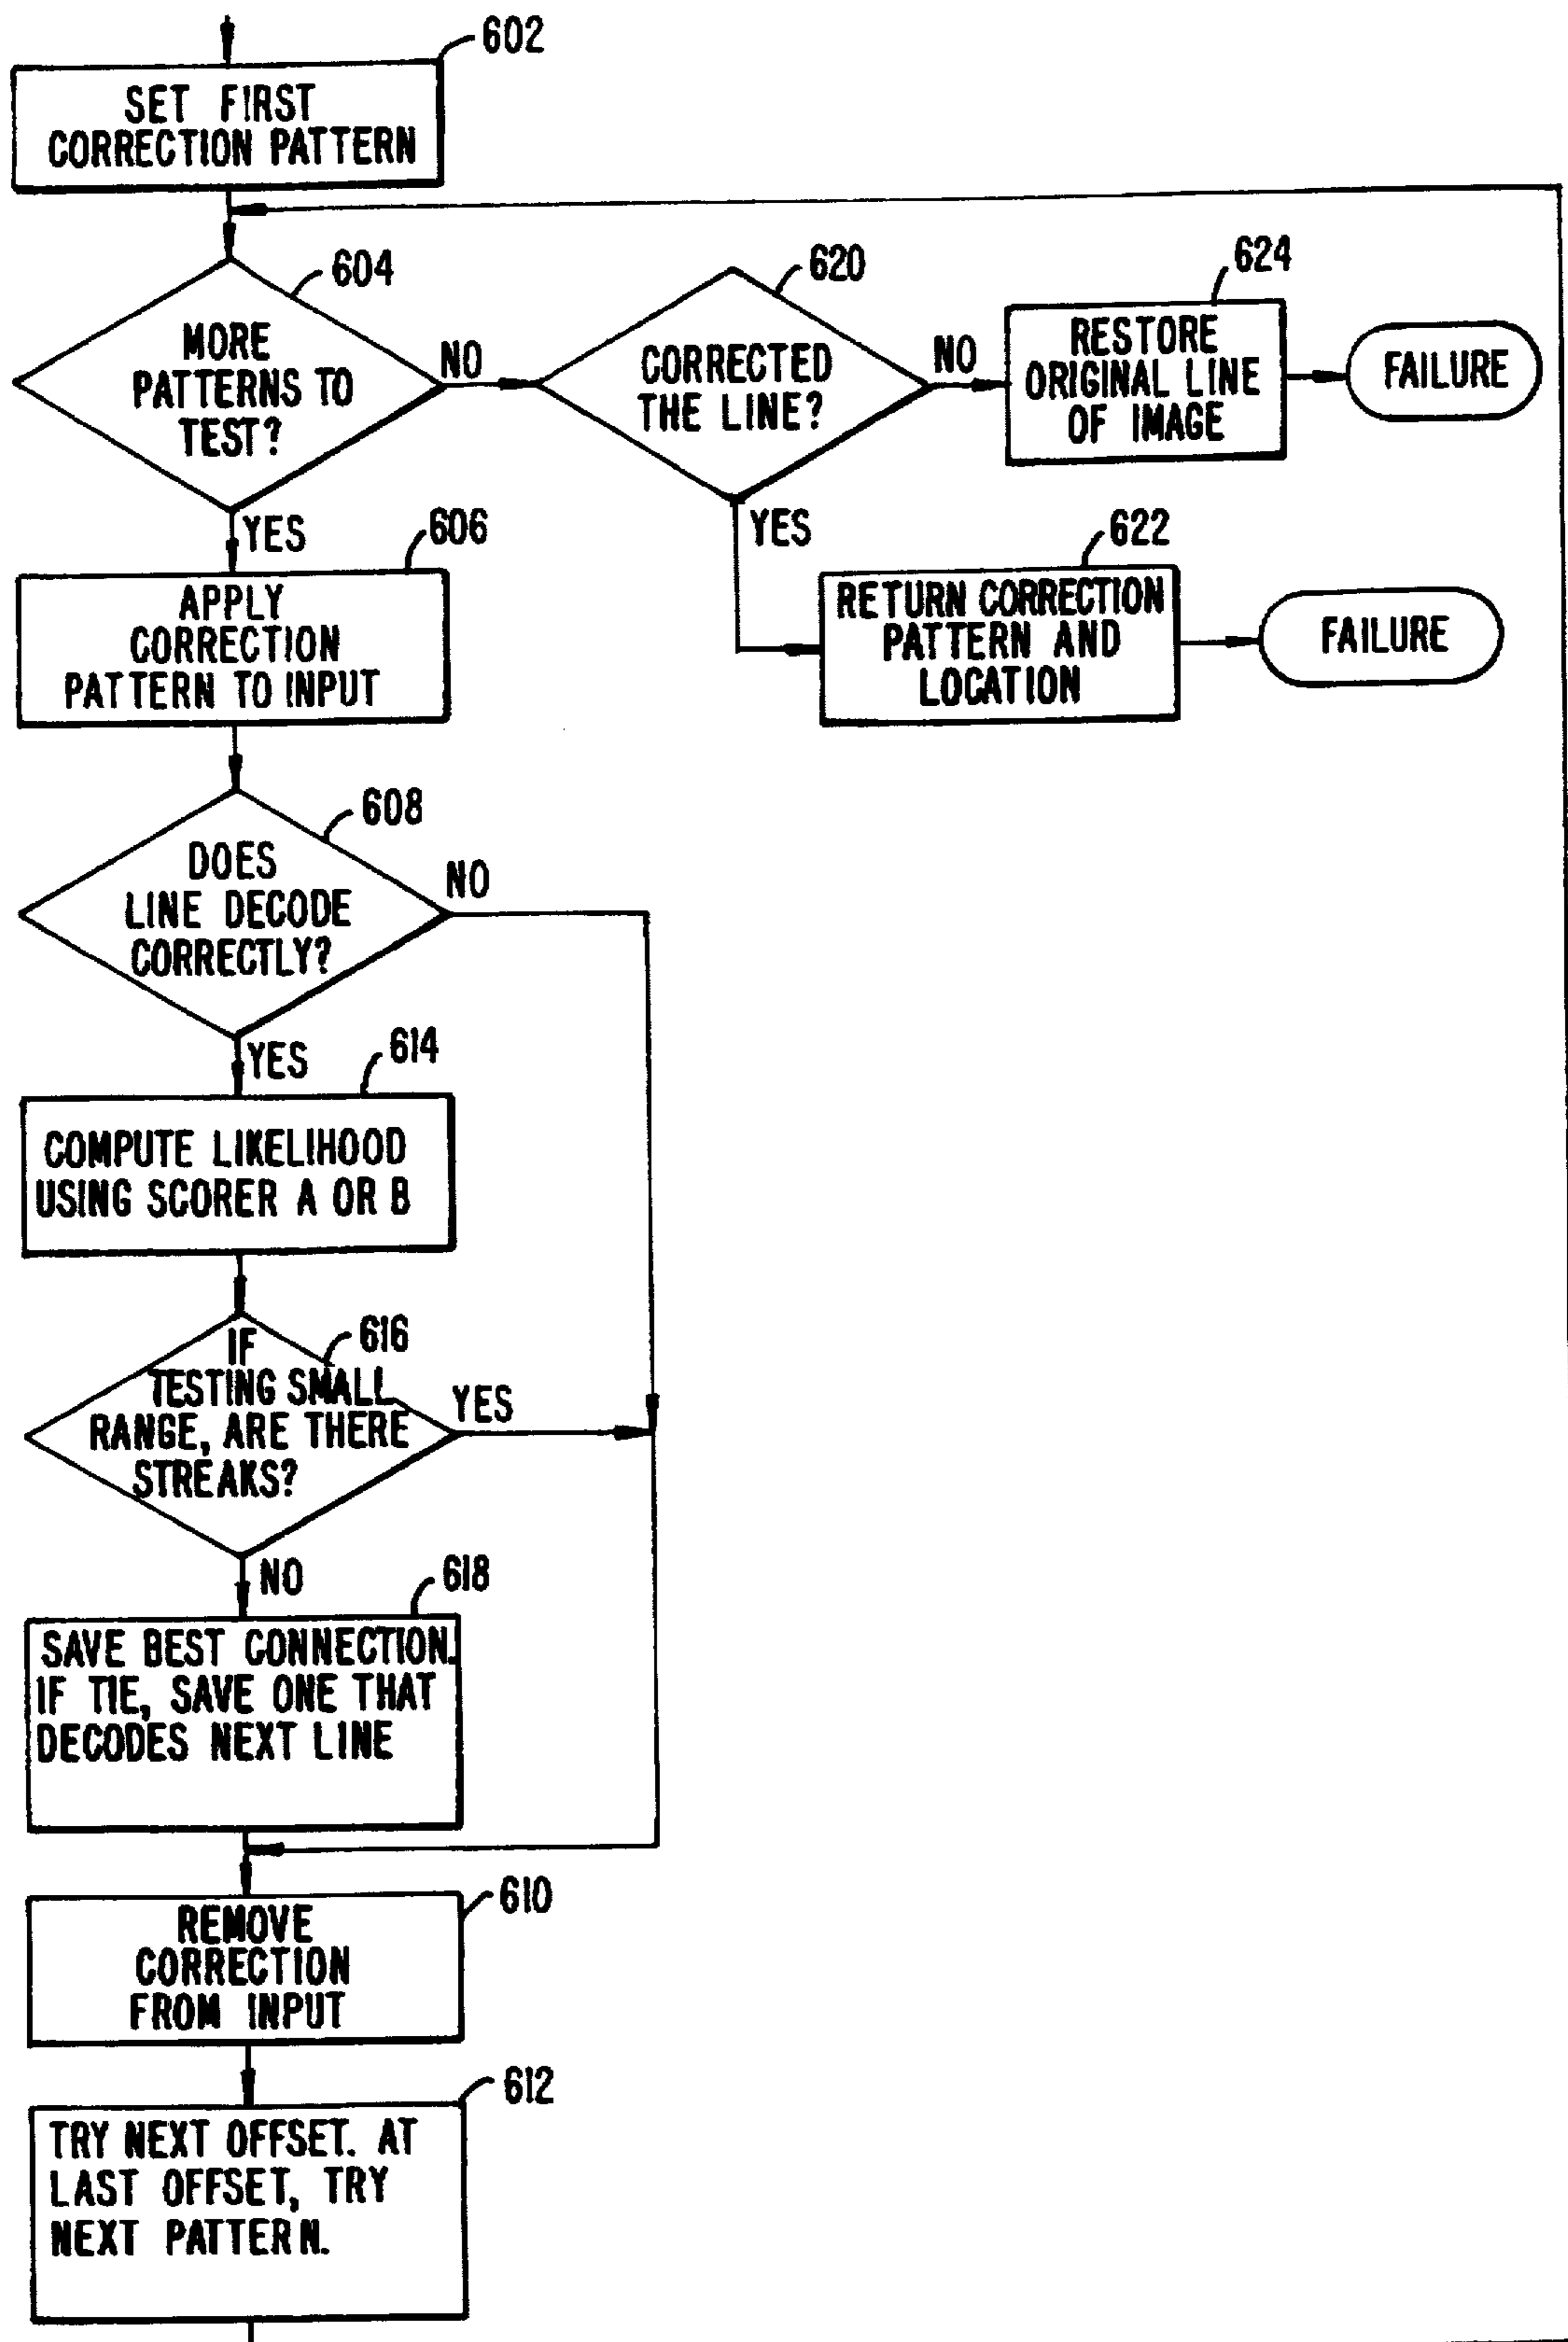 602
SET FIRST
CORRECTION PATTERN
604
MORE
PATTERNS TO
TEST?
NO
YES
620
CORRECTED
THE LINE?
NO
YES
624
RESTORE
ORIGINAL LINE
OF IMAGE
FAILURE
622
RETURN CORRECTION
PATTERN AND
LOCATION
FAILURE
606
APPLY
CORRECTION
PATTERN TO INPUT
608
DOES
LINE DECODE
CORRECTLY?
NO
YES
614
COMPUTE LIKELIHOOD
USING SCORER A OR B
616
IF
TESTING SMALL
RANGE, ARE THERE
STREAKS?
YES
NO
618
SAVE BEST CONNECTION.
IF TIE, SAVE ONE THAT
DECODES NEXT LINE
610
REMOVE
CORRECTION
FROM INPUT
612
TRY NEXT OFFSET. AT
LAST OFFSET, TRY
NEXT PATTERN.